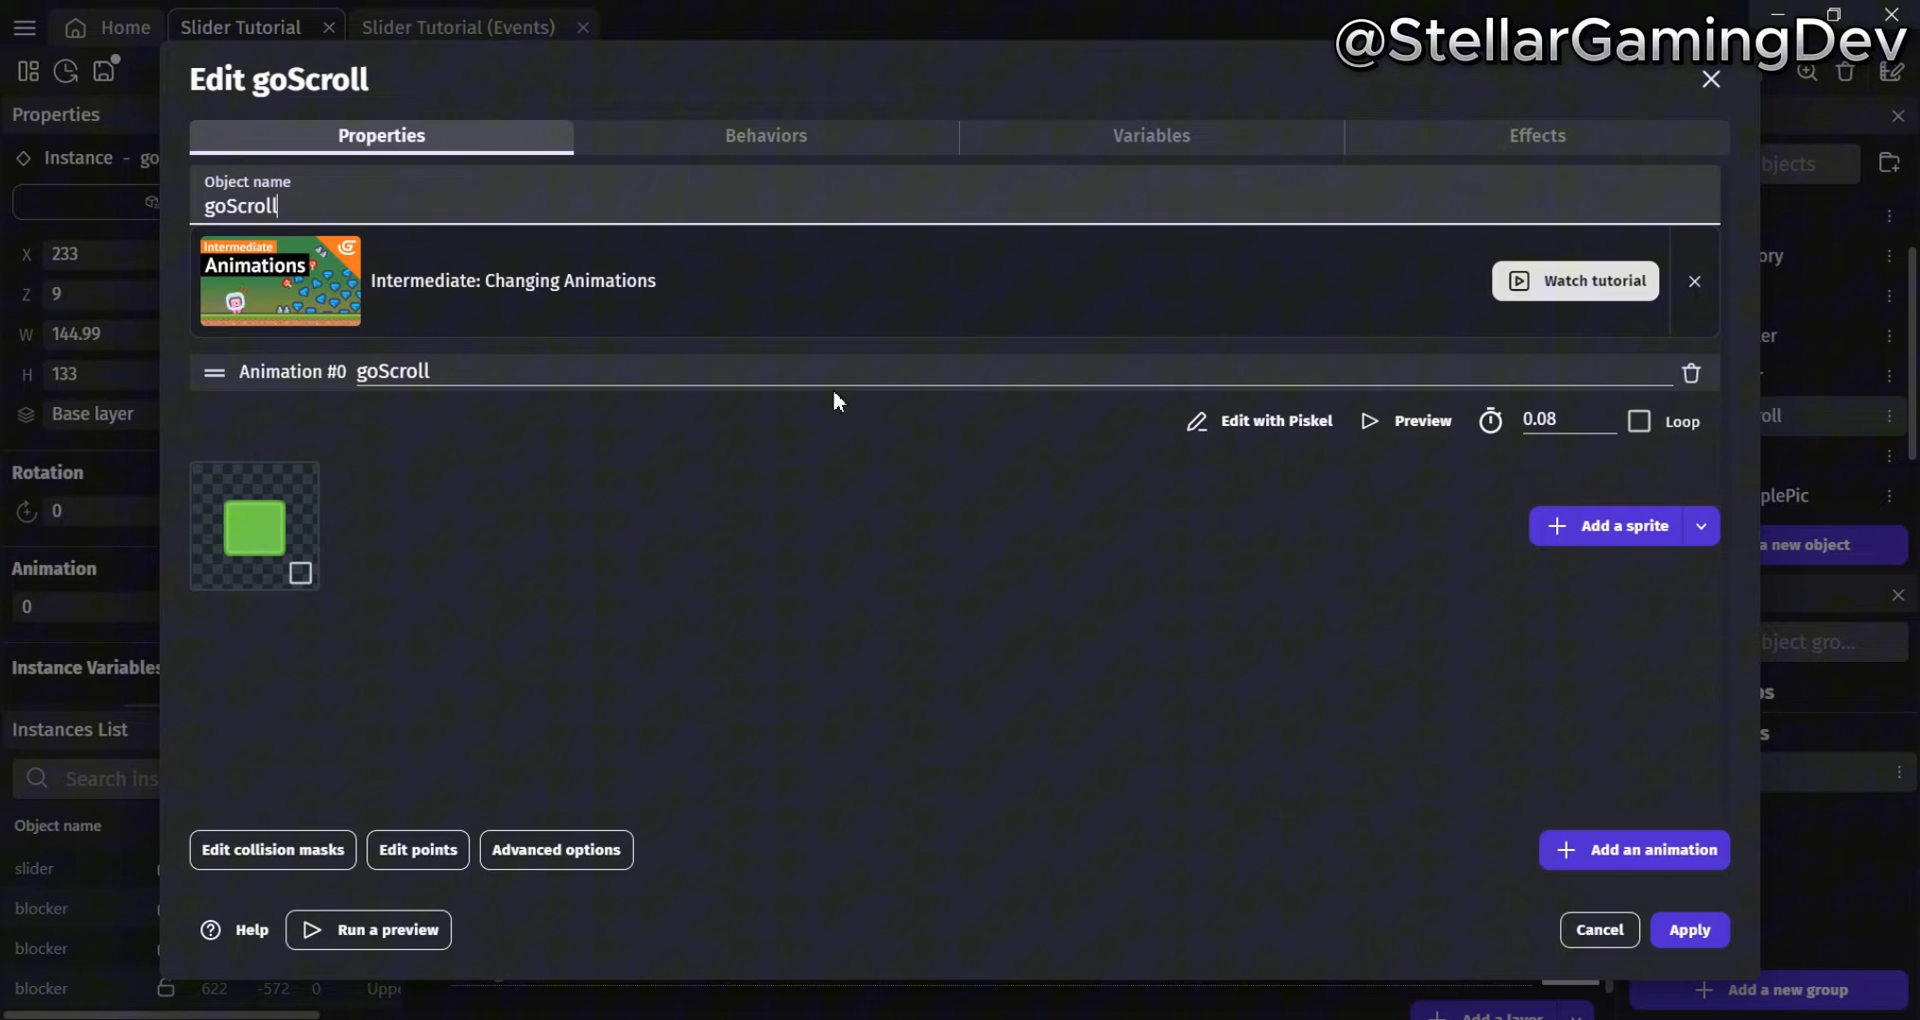 Home
Slider Tutorial
Slider Tutorial (Events)
@StellarGamingDev
Properties
Edit goScroll
Properties
Behaviors
Variables
Effects
Instance - go
Object name
goScroll
Intermediate
Animations
Intermediate: Changing Animations
Watch tutorial
X 233
Z 9
W 144.99
H 133
Base layer
Animation #0 goScroll
Edit with Piskel
Preview
0.08
Loop
Rotation
0
Add a sprite
Animation
0
Instance Variables
Instances List
Search ins
Object name
slider
blocker
blocker
blocker 622 -572 0 Uppe
Edit collision masks
Edit points
Advanced options
Add an animation
Help
Run a preview
Cancel
Apply
bjects
ory
er
oll
plePic
a new object
bject gro...
Add a new group
Add a layer